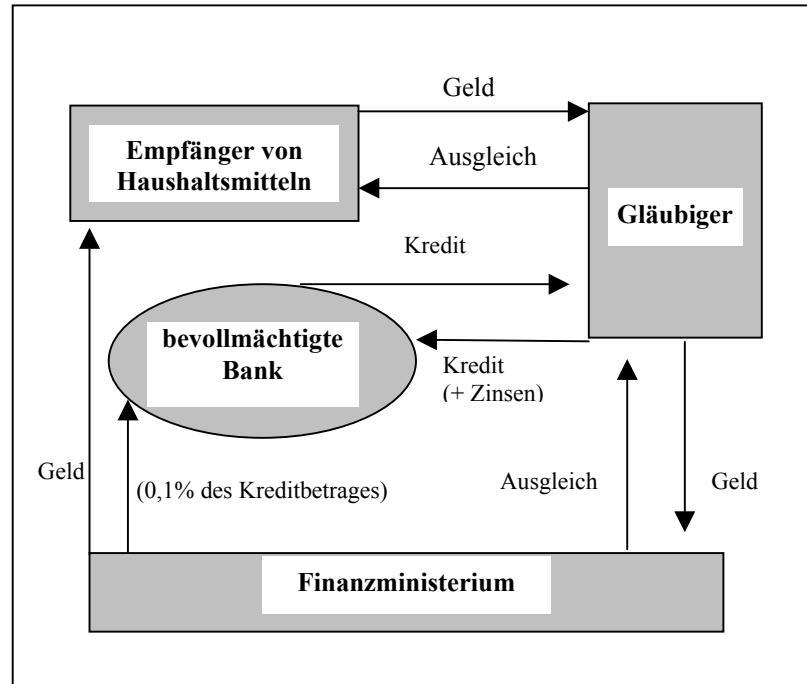 Geld
Empfänger von
Haushaltsmitteln
Ausgleich
Gläubiger
Kredit
bevollmächtigte
Bank
Kredit
(+ Zinsen)
Geld
(0,1% des Kreditbetrages)
Ausgleich
Geld
Finanzministerium